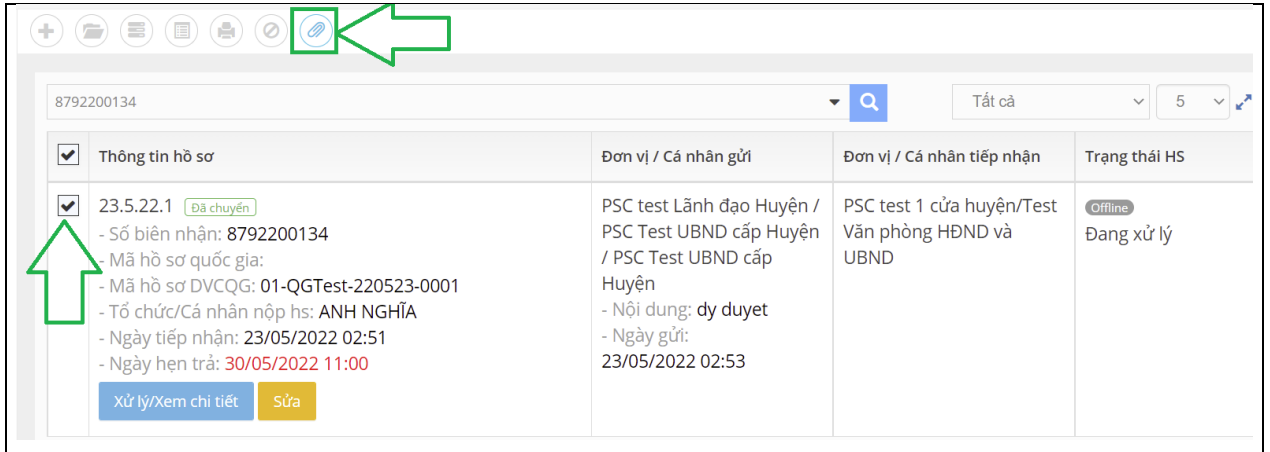 8792200134
Tất cả
5
Thông tin hồ sơ
Đơn vị / Cá nhân gửi
Đơn vị / Cá nhân tiếp nhận
Trạng thái HS
23.5.22.1 Đã chuyển
- Số biên nhận: 8792200134
- Mã hồ sơ quốc gia:
- Mã hồ sơ DVCQG: 01-QGTest-220523-0001
- Tổ chức/Cá nhân nộp hs: ANH NGHĨA
- Ngày tiếp nhận: 23/05/2022 02:51
- Ngày hẹn trả: 30/05/2022 11:00
Xử lý/Xem chi tiết
Sửa
PSC test Lãnh đạo Huyện /
PSC Test UBND cấp Huyện
/ PSC Test UBND cấp
Huyện
- Nội dung: dy duyet
- Ngày gửi:
23/05/2022 02:53
PSC test 1 cửa huyện/Test
Văn phòng HĐND và
UBND
Offline
Đang xử lý